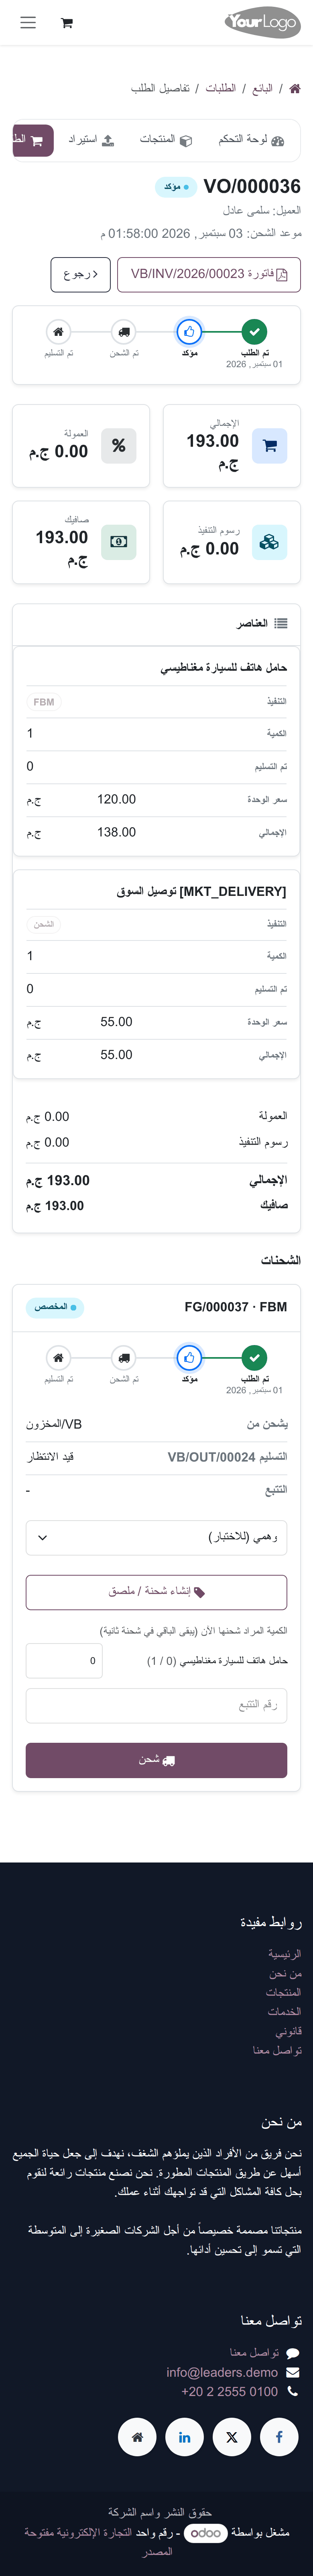 YourLogo
البائع / الطلبات / تفاصيل الطلب
لوحة التحكم المنتجات استيراد
VO/000036 مؤكد
العميل: سلمى عادل
موعد الشحن: 03 سبتمبر, 2026 01:58:00 م
فاتورة VB/INV/2026/00023 رجوع
تم الطلب مؤكد تم الشحن تم التسليم
01 سبتمبر, 2026
الإجمالي
193.00
ج.م
العمولة
0.00 ج.م
رسوم التنفيذ
0.00 ج.م
صافيك
193.00
ج.م
العناصر
حامل هاتف للسيارة مغناطيسي
التنفيذ FBM
الكمية 1
تم التسليم 0
سعر الوحدة 120.00 ج.م
الإجمالي 138.00 ج.م
[MKT_DELIVERY] توصيل السوق
التنفيذ الشحن
الكمية 1
تم التسليم 0
سعر الوحدة 55.00 ج.م
الإجمالي 55.00 ج.م
العمولة 0.00 ج.م
رسوم التنفيذ 0.00 ج.م
الإجمالي 193.00 ج.م
صافيك 193.00 ج.م
الشحنات
FG/000037 · FBM المخصص
تم الطلب مؤكد تم الشحن تم التسليم
01 سبتمبر, 2026
يشحن من VB/المخزون
التسليم VB/OUT/00024 قيد الانتظار
التتبع -
وهمي (للاختبار)
إنشاء شحنة / ملصق
الكمية المراد شحنها الآن (يبقى الباقي في شحنة ثانية)
حامل هاتف للسيارة مغناطيسي (0 / 1) 0
رقم التتبع
شحن
روابط مفيدة
الرئيسية
من نحن
المنتجات
الخدمات
قانوني
تواصل معنا
من نحن
نحن فريق من الأفراد الذين يملؤهم الشغف، نهدف إلى جعل حياة الجميع
أسهل عن طريق المنتجات المطورة. نحن نصنع منتجات رائعة لنقوم
بحل كافة المشاكل التي قد تواجهك أثناء عملك.
منتجاتنا مصممة خصيصاً من أجل الشركات الصغيرة إلى المتوسطة
التي تسمو إلى تحسين أدائها.
تواصل معنا
تواصل معنا
info@leaders.demo
+20 2 2555 0100
حقوق النشر واسم الشركة
مشغل بواسطة odoo - رقم واحد التجارة الإلكترونية مفتوحة
المصدر